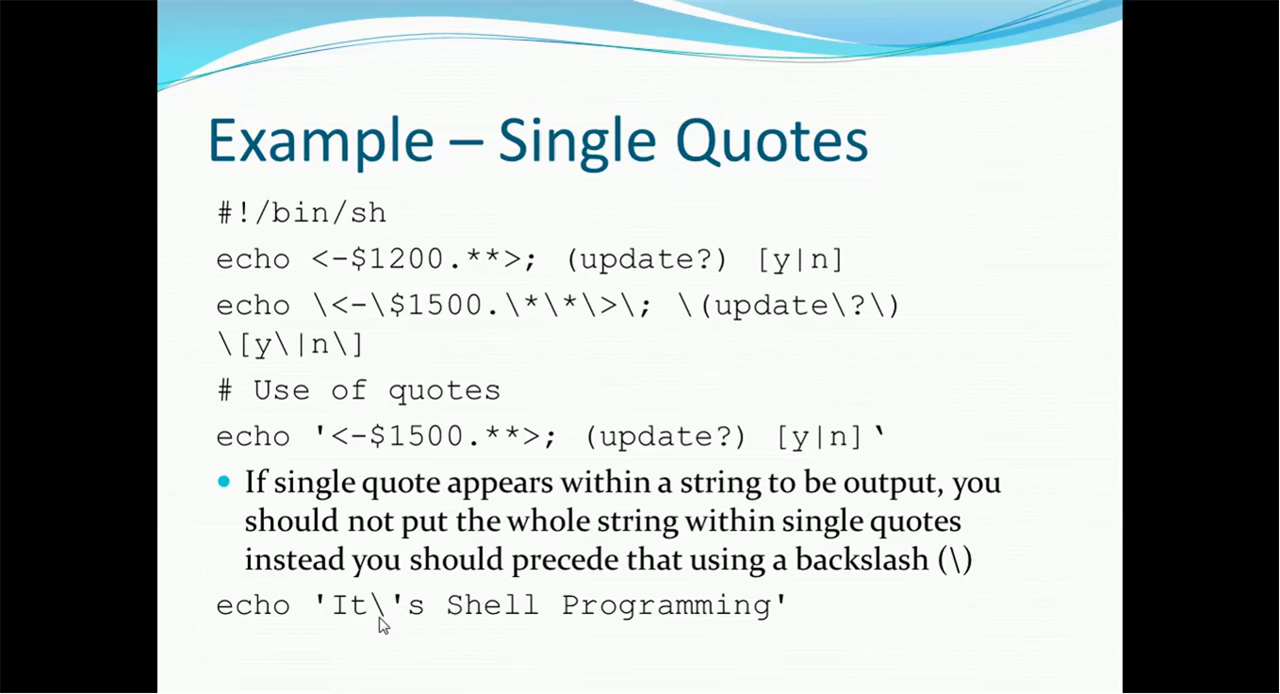 Example – Single Quotes
#!/bin/sh
echo <-$1200.**>; (update?) [y|n]
echo \<-\$1500.\*\*\>\; \(update\?\)
\[y\|n\]
# Use of quotes
echo '<-$1500.**>; (update?) [y|n]‛
• If single quote appears within a string to be output, you
should not put the whole string within single quotes
instead you should precede that using a backslash (\)
echo 'It\'s Shell Programming'